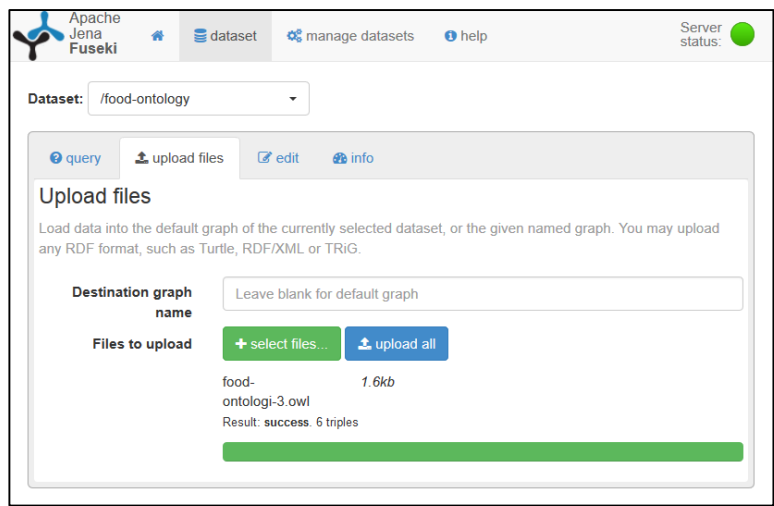 Apache
Jena
Fuseki
dataset
manage datasets
help
Server
status:
Dataset:
/food-ontology
query
upload files
edit
info
Upload files
Load data into the default graph of the currently selected dataset, or the given named graph. You may upload
any RDF format, such as Turtle, RDF/XML or TRiG.
Destination graph
name
Leave blank for default graph
Files to upload
select files...
upload all
food-
ontologi-3.owl
1.6kb
Result: success. 6 triples